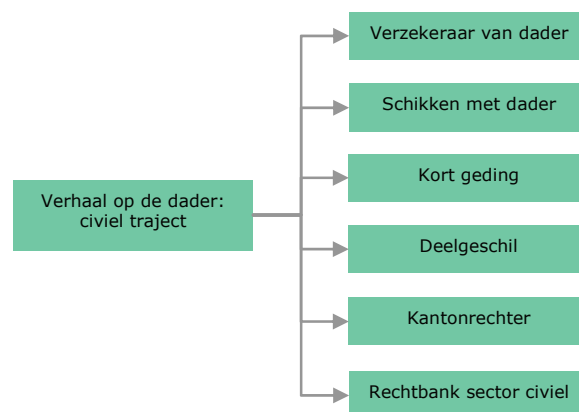 Verzekeraar van dader
Schikken met dader
Kort geding
Verhaal op de dader:
civiel traject
Deelgeschil
Kantonrechter
Rechtbank sector civiel